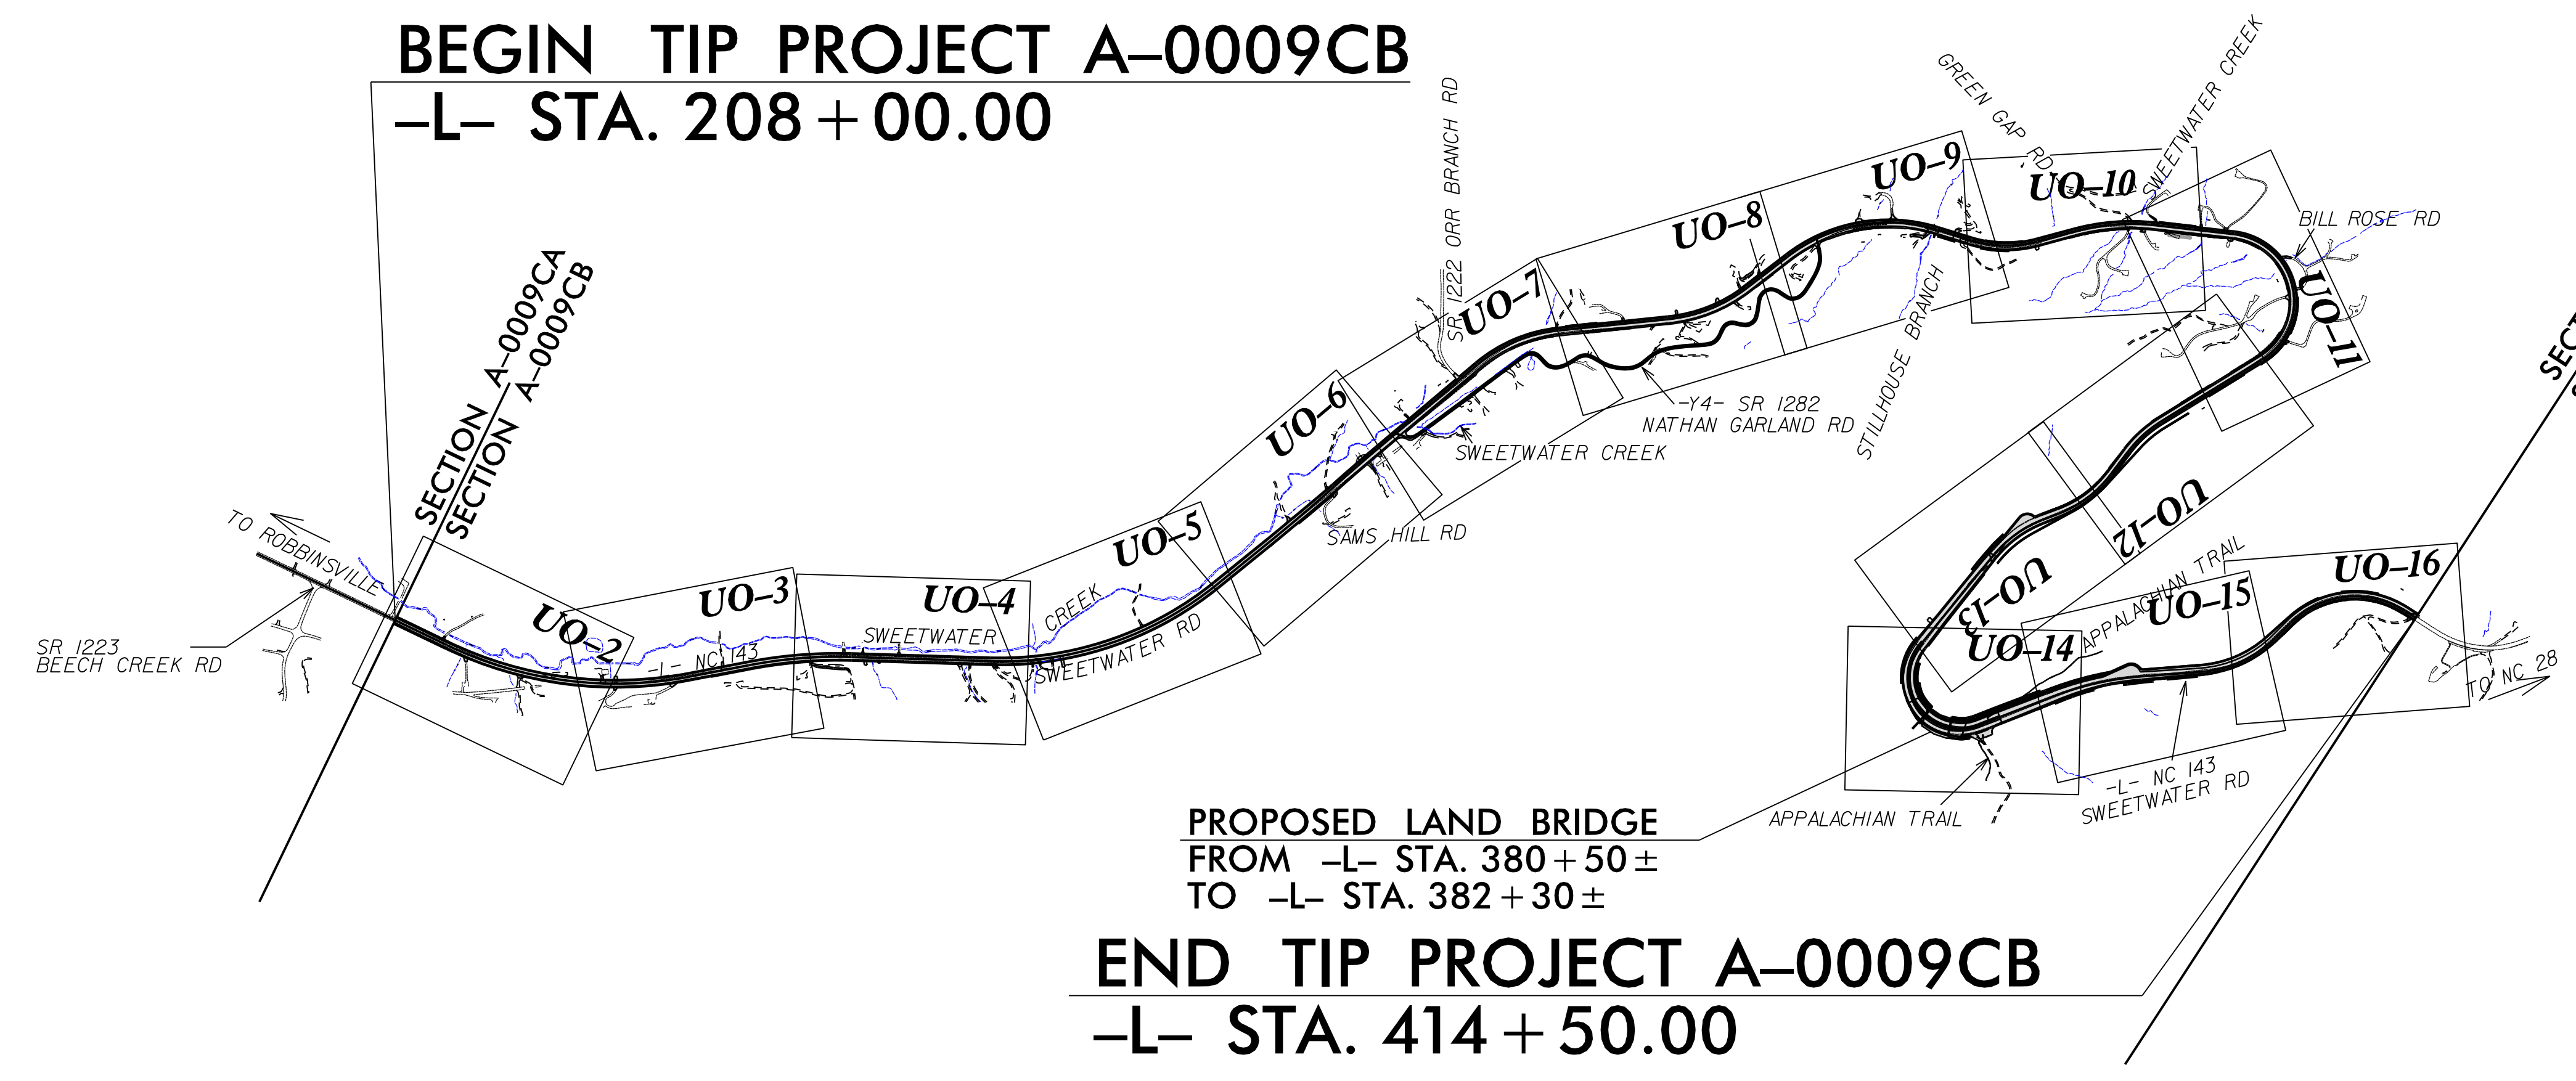 BEGIN TIP PROJECT A–0009CB
–L– STA. 208+00.00
SECTION A–0009CA
SECTION A–0009CB
TO ROBBINSVILLE
SR 1223
BEECH CREEK RD
UO–2
UO–3
–L– NC 143
UO–4
SWEETWATER
CREEK
SWEETWATER RD
UO–5
UO–6
SAMS HILL RD
SR 1222 ORR BRANCH RD
UO–7
SWEETWATER CREEK
–Y4– SR 1282
NATHAN GARLAND RD
UO–8
UO–9
STILLHOUSE BRANCH
GREEN GAP RD
SWEETWATER CREEK
UO–10
BILL ROSE RD
UO–11
UO–12
UO–13
APPALACHIAN TRAIL
UO–14
UO–15
UO–16
TO NC 28
–L– NC 143
SWEETWATER RD
APPALACHIAN TRAIL
PROPOSED LAND BRIDGE
FROM –L– STA. 380+50±
TO –L– STA. 382+30±
END TIP PROJECT A–0009CB
–L– STA. 414+50.00